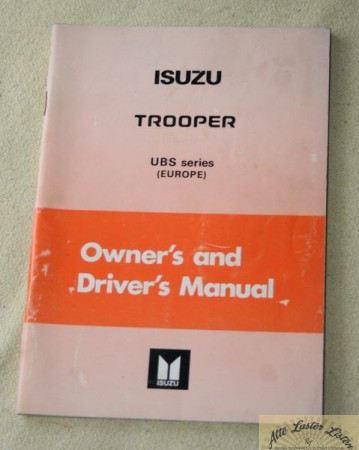 ISUZU
TROOPER
UBS series
(EUROPE)
Owner's and
Driver's Manual
ISUZU
Alte Laster Listen